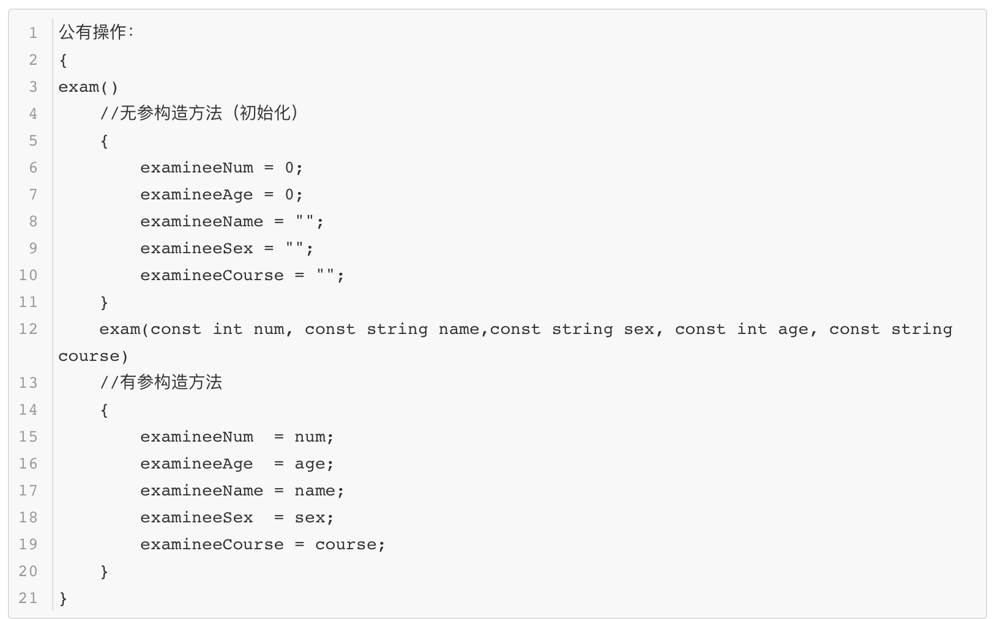 1 公有操作：
2 {
3 exam()
4     //无参构造方法（初始化）
5     {
6         examineeNum = 0;
7         examineeAge = 0;
8         examineeName = "";
9         examineeSex = "";
10         examineeCourse = "";
11     }
12     exam(const int num, const string name,const string sex, const int age, const string
course)
13     //有参构造方法
14     {
15         examineeNum  = num;
16         examineeAge  = age;
17         examineeName = name;
18         examineeSex  = sex;
19         examineeCourse = course;
20     }
21 }